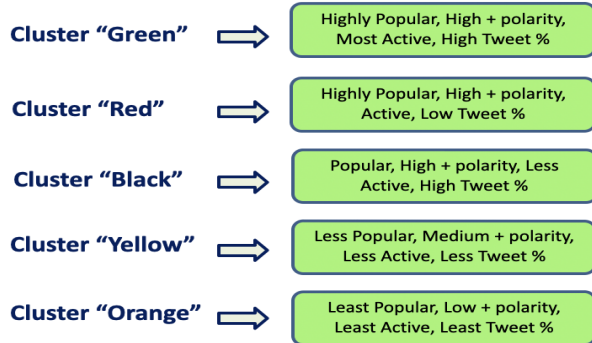 Cluster “Green”
Highly Popular, High + polarity,
Most Active, High Tweet %
Cluster “Red”
Highly Popular, High + polarity,
Active, Low Tweet %
Cluster “Black”
Popular, High + polarity, Less
Active, High Tweet %
Cluster “Yellow”
Less Popular, Medium + polarity,
Less Active, Less Tweet %
Cluster “Orange”
Least Popular, Low + polarity,
Least Active, Least Tweet %